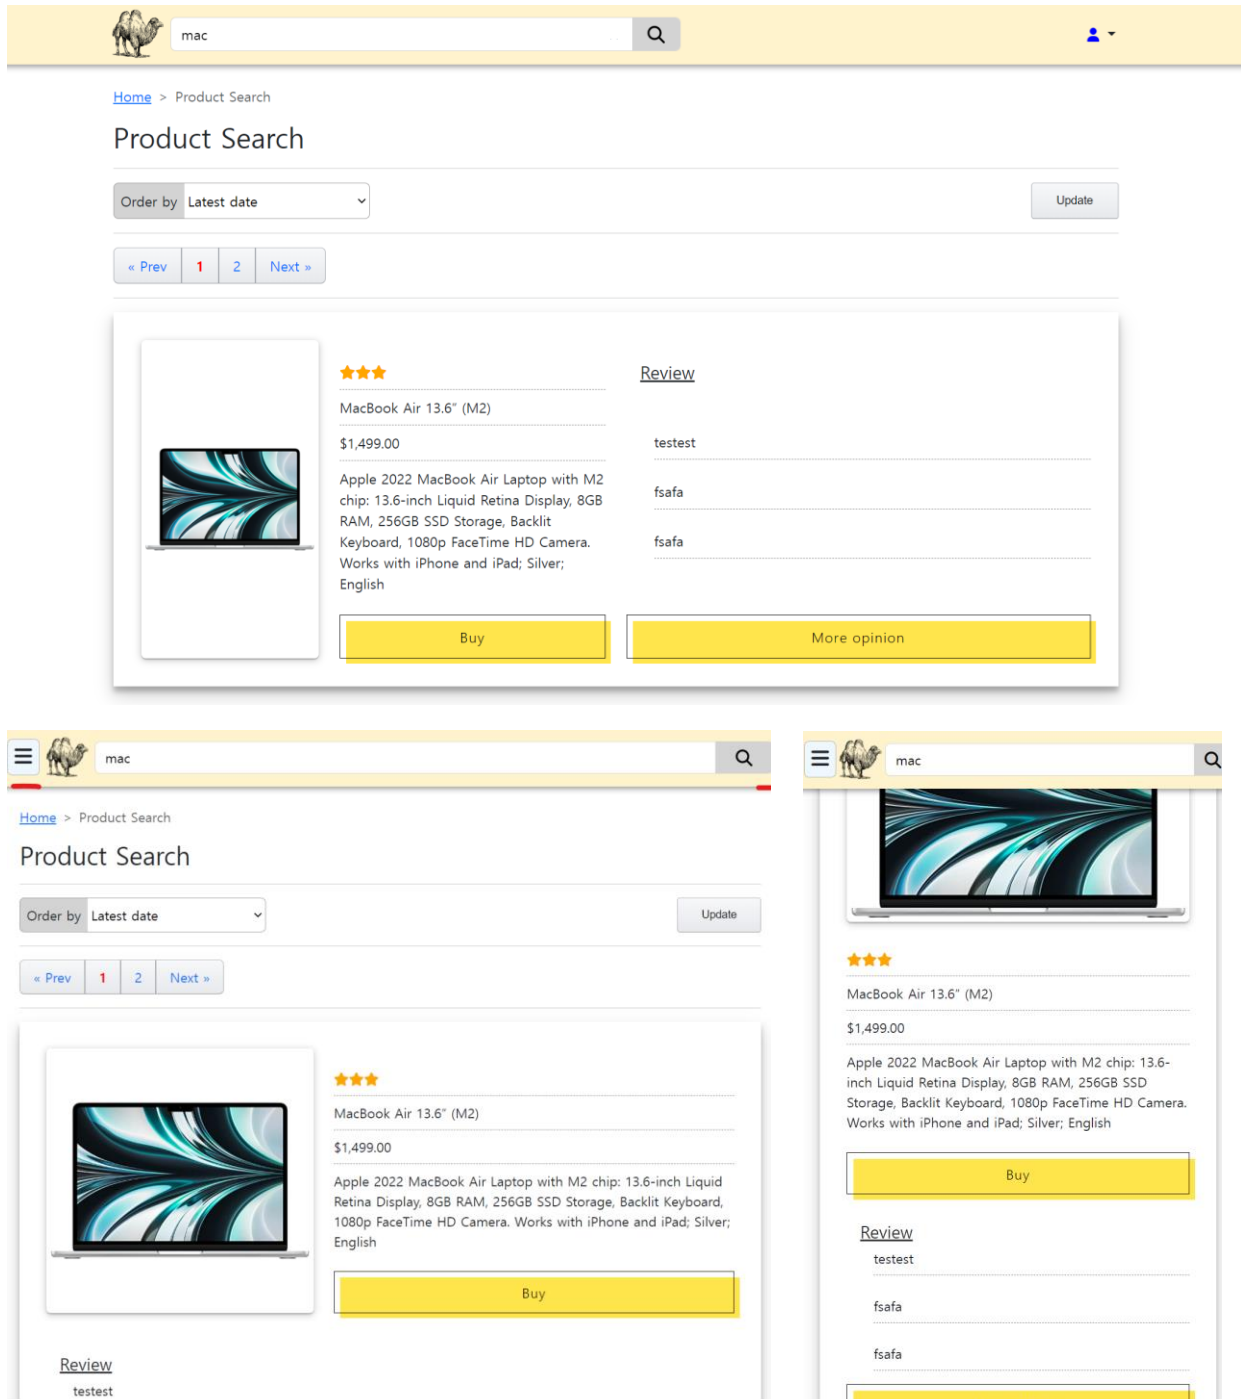 mac
Home > Product Search
Product Search
Order by Latest date
Update
« Prev 1 2 Next »
Review
MacBook Air 13.6″ (M2)
$1,499.00
testest
Apple 2022 MacBook Air Laptop with M2
chip: 13.6-inch Liquid Retina Display, 8GB
RAM, 256GB SSD Storage, Backlit
Keyboard, 1080p FaceTime HD Camera.
Works with iPhone and iPad; Silver;
English
fsafa
fsafa
Buy
More opinion
mac
Home > Product Search
Product Search
Order by Latest date
Update
« Prev 1 2 Next »
MacBook Air 13.6″ (M2)
$1,499.00
Apple 2022 MacBook Air Laptop with M2 chip: 13.6-inch Liquid
Retina Display, 8GB RAM, 256GB SSD Storage, Backlit Keyboard,
1080p FaceTime HD Camera. Works with iPhone and iPad; Silver;
English
Buy
Review
testest
mac
MacBook Air 13.6″ (M2)
$1,499.00
Apple 2022 MacBook Air Laptop with M2 chip: 13.6-
inch Liquid Retina Display, 8GB RAM, 256GB SSD
Storage, Backlit Keyboard, 1080p FaceTime HD Camera.
Works with iPhone and iPad; Silver; English
Buy
Review
testest
fsafa
fsafa